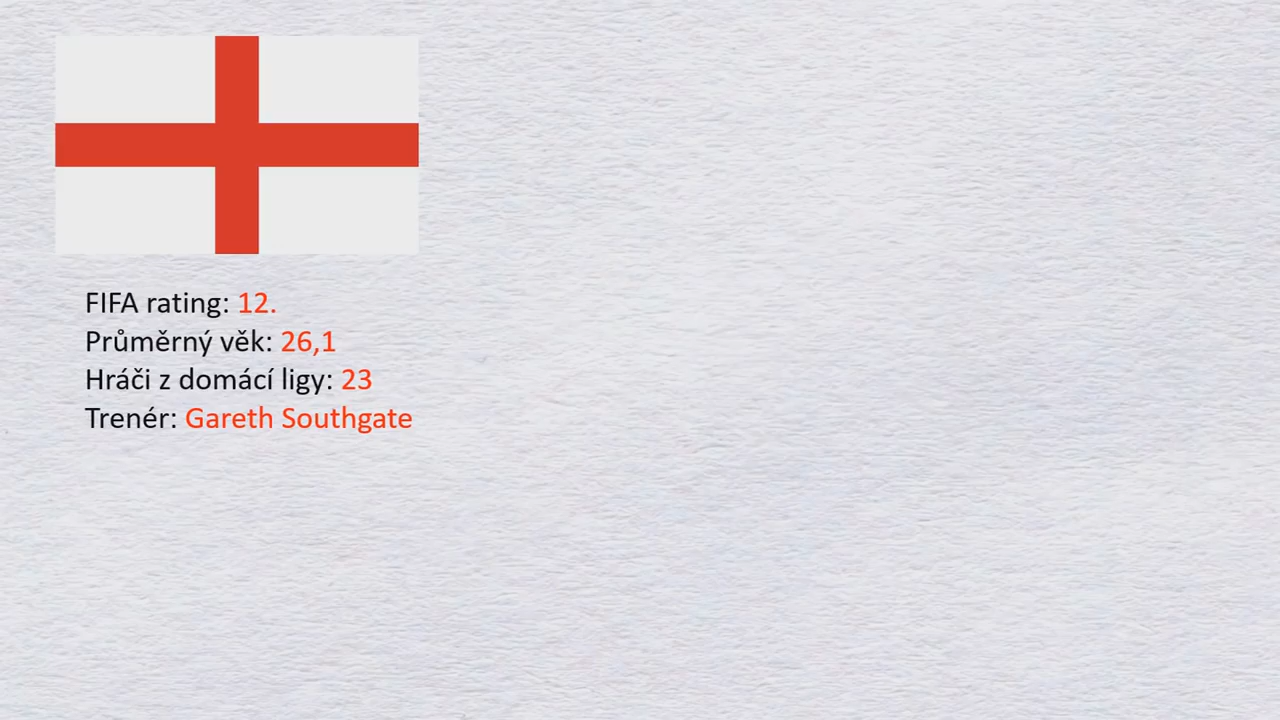 FIFA rating: 12.
Průměrný věk: 26,1
Hráči z domácí ligy: 23
Trenér: Gareth Southgate